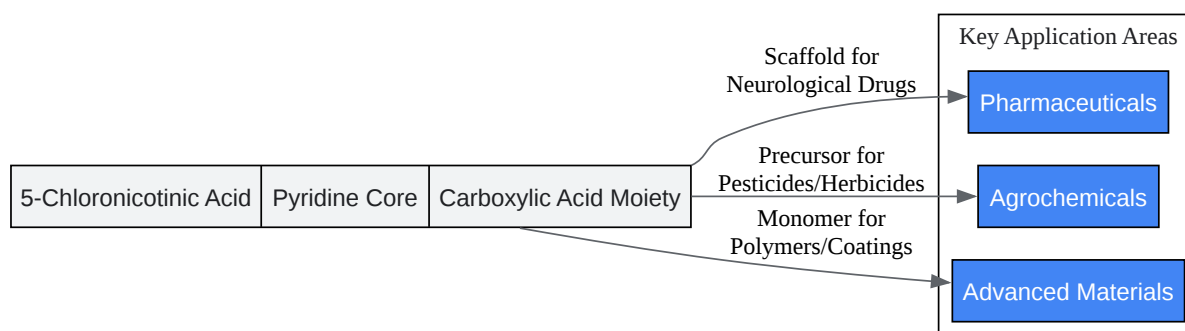 Key Application Areas
Scaffold for
Neurological Drugs
Pharmaceuticals
5-Chloronicotinic Acid
Pyridine Core
Carboxylic Acid Moiety
Precursor for
Pesticides/Herbicides
Agrochemicals
Monomer for
Polymers/Coatings
Advanced Materials